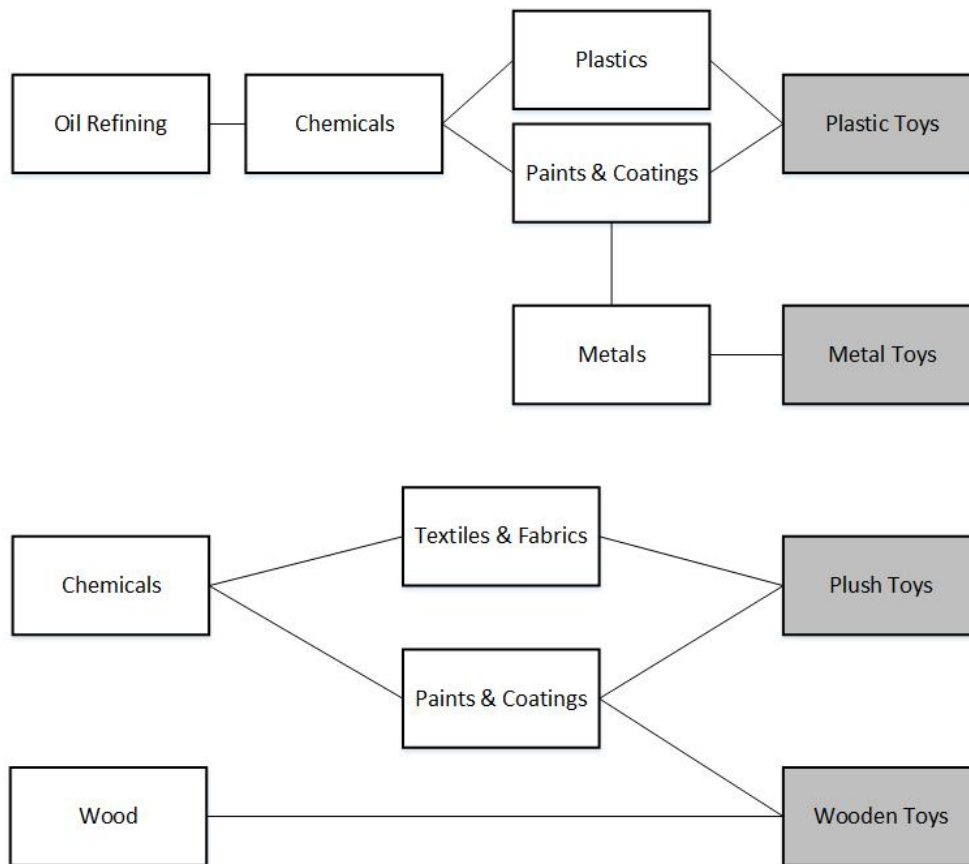 Plastics
Oil Refining
Chemicals
Plastic Toys
Paints & Coatings
Metals
Metal Toys
Textiles & Fabrics
Chemicals
Plush Toys
Paints & Coatings
Wood
Wooden Toys